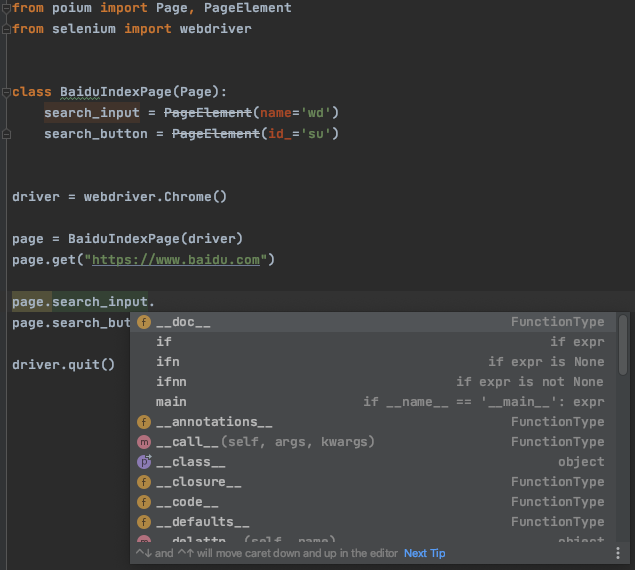 from poium import Page, PageElement
from selenium import webdriver
class BaiduIndexPage(Page):
search_input = PageElement(name='wd')
search_button = PageElement(id_='su')
driver = webdriver.Chrome()
page = BaiduIndexPage(driver)
page.get("https://www.baidu.com")
page.search_input.
page.search_but
driver.quit()
f __doc__ FunctionType
if if expr
ifn if expr is None
ifnn if expr is not None
main if __name__ == '__main__': expr
f __annotations__ FunctionType
m __call__(self, args, kwargs) FunctionType
p __class__ object
f __closure__ FunctionType
f __code__ FunctionType
f __defaults__ FunctionType
m __delattr__(self, name) object
^↓ and ^↑ will move caret down and up in the editor Next Tip